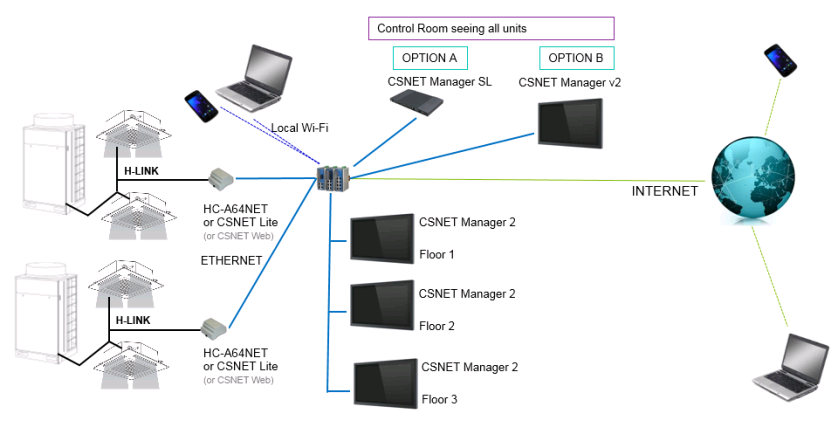 Control Room seeing all units
OPTION A
OPTION B
CSNET Manager SL
CSNET Manager v2
Local Wi-Fi
H-LINK
INTERNET
HC-A64NET
or CSNET Lite
(or CSNET Web)
CSNET Manager 2
Floor 1
ETHERNET
CSNET Manager 2
Floor 2
H-LINK
HC-A64NET
or CSNET Lite
(or CSNET Web)
CSNET Manager 2
Floor 3